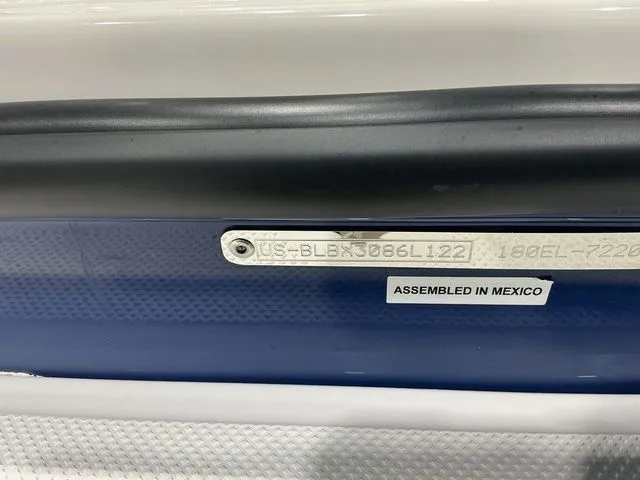 US-BLBX3086L122 180EL-7220
ASSEMBLED IN MEXICO